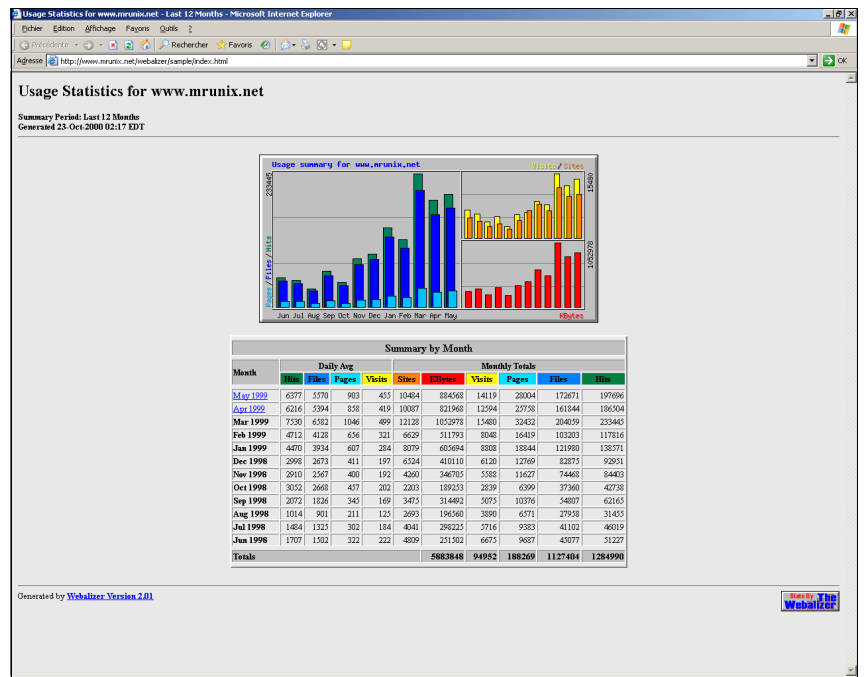 Usage Statistics for www.mrunix.net - Last 12 Months - Microsoft Internet Explorer
Fichier Edition Affichage Favoris Outils ?
Précédente Rechercher Favoris
Adresse http://www.mrunix.net/webalizer/sample/index.html OK
Usage Statistics for www.mrunix.net
Summary Period: Last 12 Months
Generated 23-Oct-2000 02:17 EDT
Usage summary for www.mrunix.net Visits/Sites
233445
15480
1052978
Pages/Files/Hits
Jun Jul Aug Sep Oct Nov Dec Jan Feb Mar Apr May KBytes
Summary by Month
Month Daily Avg Monthly Totals
Hits Files Pages Visits Sites KBytes Visits Pages Files Hits
May 1999 6377 5570 903 455 10484 884568 14119 28004 172671 197696
Apr 1999 6216 5394 858 419 10087 821968 12594 25758 161844 186504
Mar 1999 7530 6582 1046 499 12128 1052978 15480 32432 204059 233445
Feb 1999 4712 4128 656 321 6629 511793 8048 16419 103203 117816
Jan 1999 4470 3934 607 284 8079 605694 8808 18844 121980 138571
Dec 1998 2998 2673 411 197 6524 410110 6120 12769 82875 92951
Nov 1998 2910 2567 400 192 4260 346705 5588 11627 74468 84403
Oct 1998 3052 2668 457 202 2203 189253 2839 6399 37360 42738
Sep 1998 2072 1826 345 169 3475 314492 5075 10376 54807 62165
Aug 1998 1014 901 211 125 2693 196560 3890 6571 27958 31455
Jul 1998 1484 1325 302 184 4041 298225 5716 9383 41102 46019
Jun 1998 1707 1502 322 222 4809 251502 6675 9687 45077 51227
Totals 5883848 94952 188269 1127404 1284990
Generated by Webalizer Version 2.01
Stats By The
Webalizer